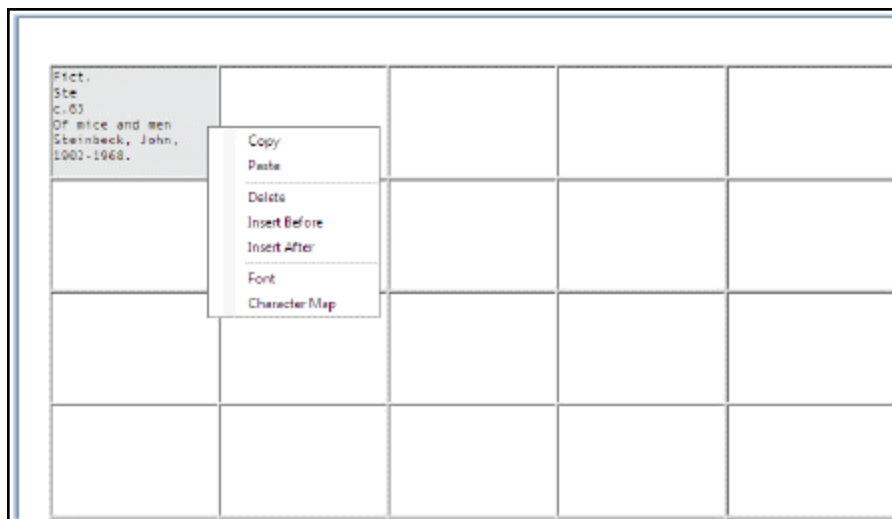 Fict.
Ste
c.63
Of mice and men
Steinbeck, John,
1902-1968.
Copy
Paste
Delete
Insert Before
Insert After
Font
Character Map